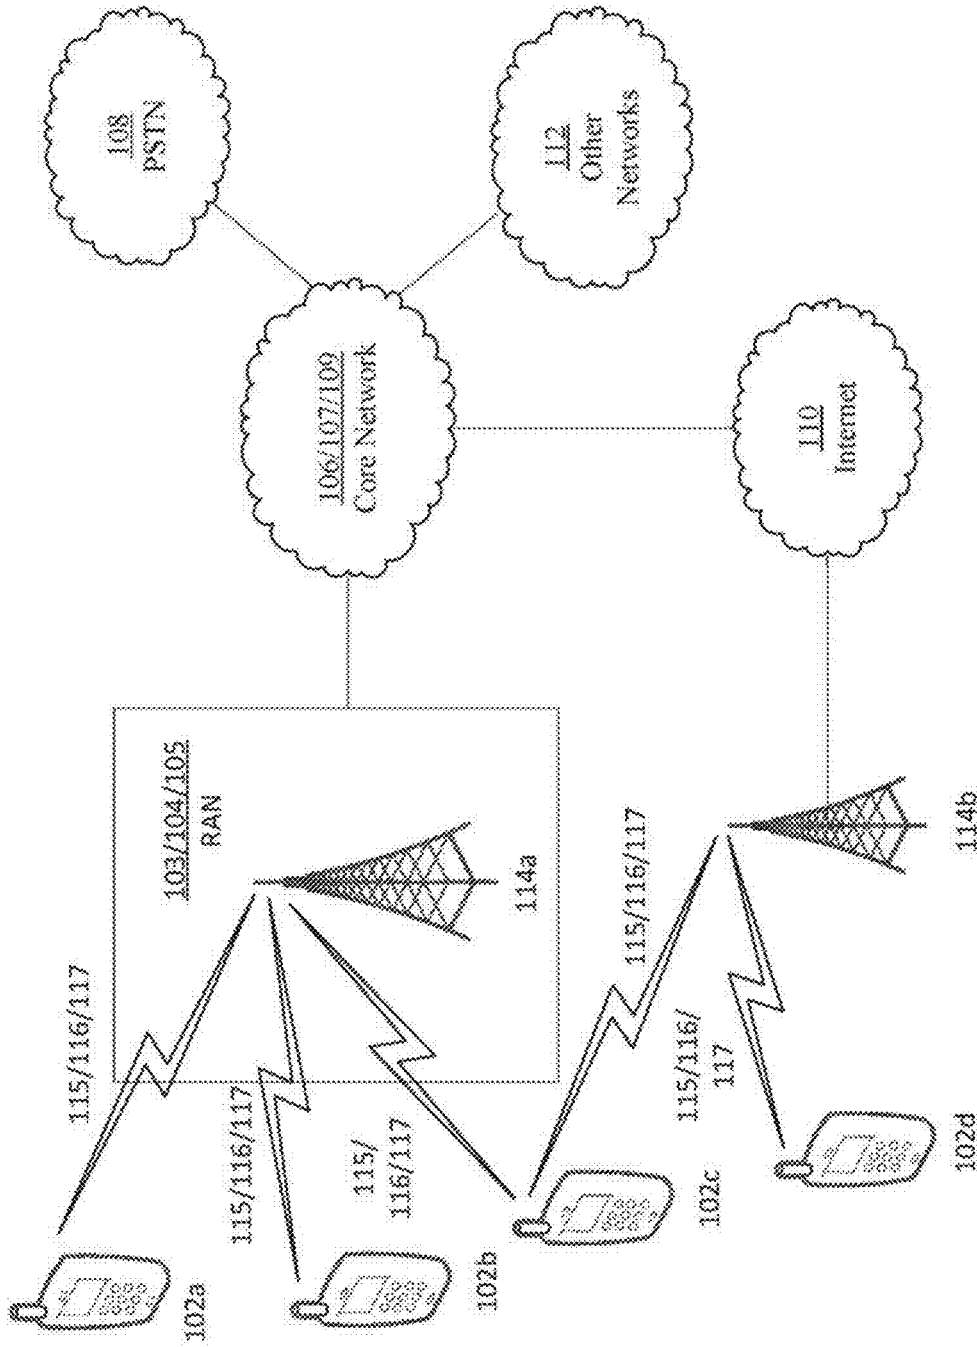 108
PSTN
112
Other
Networks
106/107/109
Core Network
110
Internet
103/104/105
RAN
114a
114b
115/116/117
115/116/117
115/
116/117
115/116/117
115/116/
117
102a
102b
102c
102d